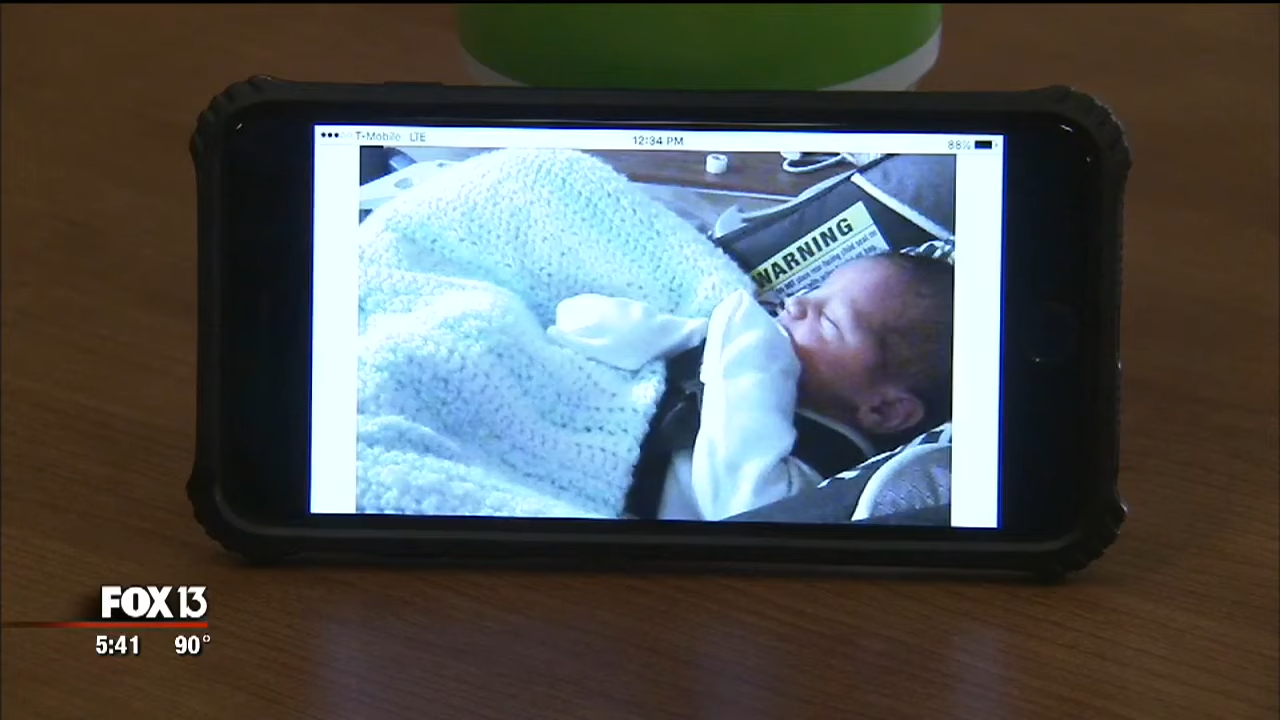 T-Mobile LTE
12:34 PM
88%
WARNING
FOX 13
5:41 90°